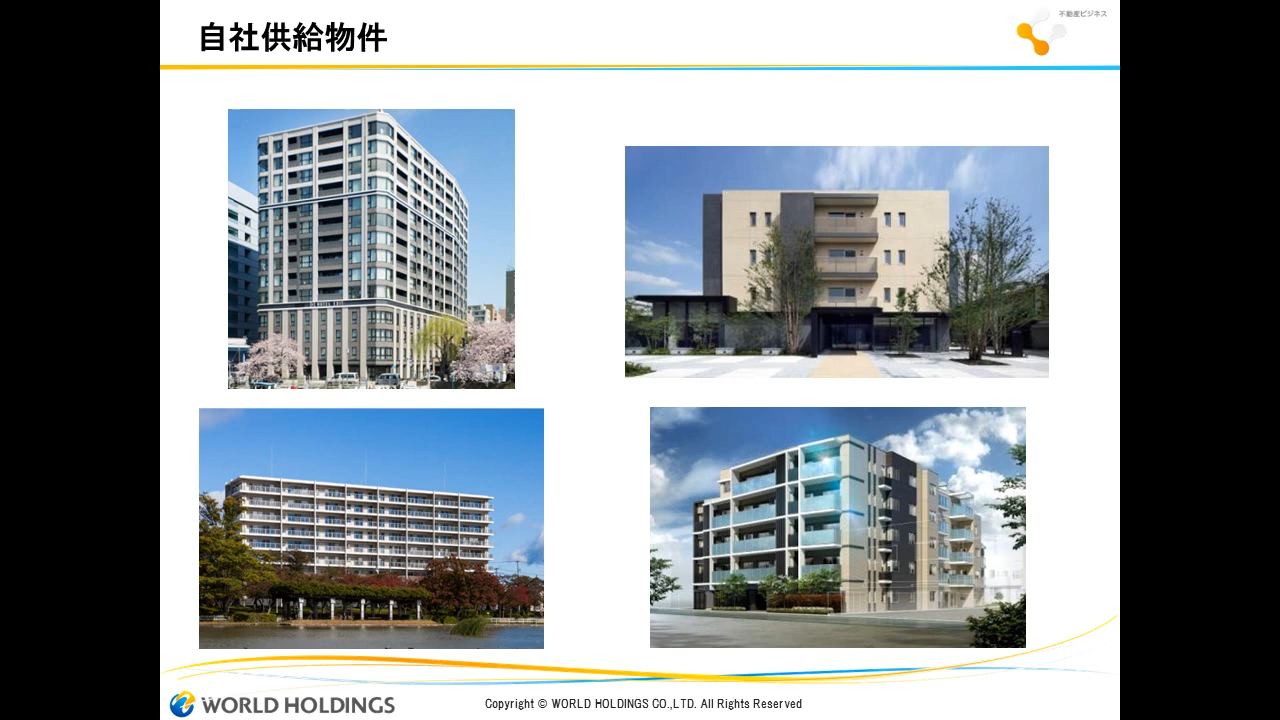 自社供給物件
不動産ビジネス
WORLD HOLDINGS
Copyright © WORLD HOLDINGS CO.,LTD. All Rights Reserved